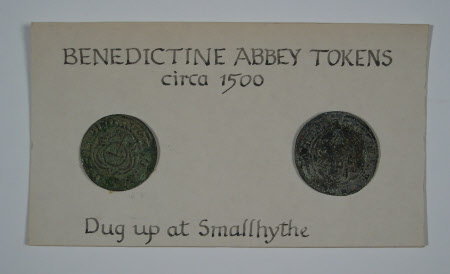 BENEDICTINE ABBEY TOKENS
circa 1500
Dug up at Smallhythe